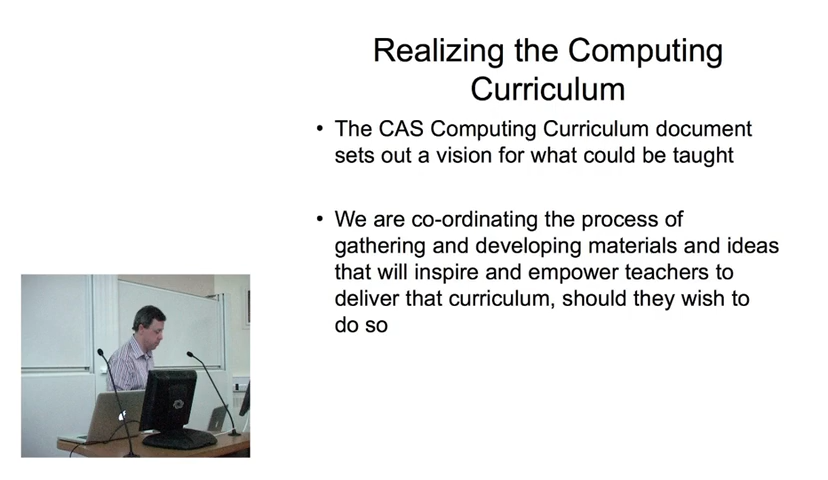 Realizing the Computing
Curriculum
• The CAS Computing Curriculum document
sets out a vision for what could be taught
• We are co-ordinating the process of
gathering and developing materials and ideas
that will inspire and empower teachers to
deliver that curriculum, should they wish to
do so